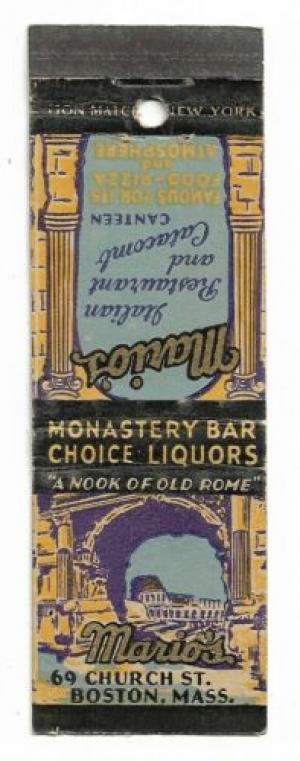 LION MATCH NEW YORK
Mario's
Italian
Restaurant
and
Catacomb
CANTEEN
FAMOUS FOR ITS
FOOD-PIZZA
and
ATMOSPHERE
MONASTERY BAR
CHOICE LIQUORS
"A NOOK OF OLD ROME"
Mario's
69 CHURCH ST.
BOSTON, MASS.